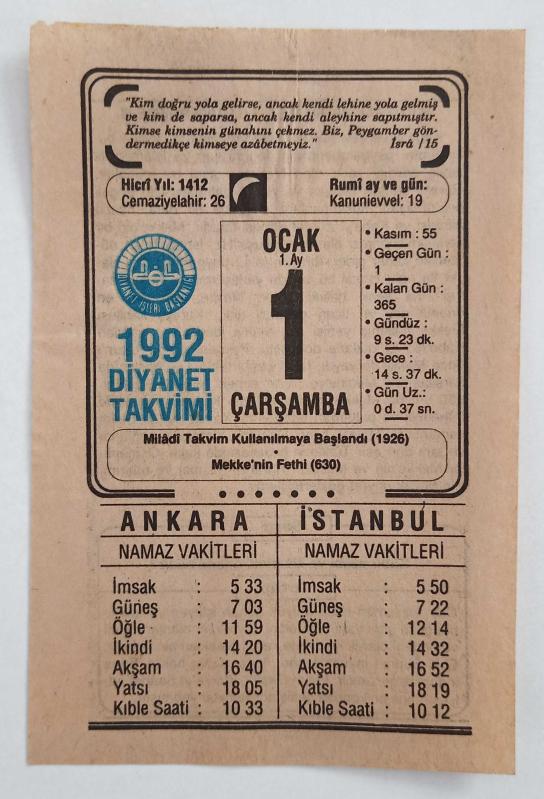 "Kim doğru yola gelirse, ancak kendi lehine yola gelmiş
ve kim de saparsa, ancak kendi aleyhine sapıtmıştır.
Kimse kimsenin günahını çekmez. Biz, Peygamber gön-
dermedikçe kimseye azâbetmeyiz." İsrâ /15
Hicrî Yıl: 1412
Cemaziyelahir: 26
Rumî ay ve gün:
Kanunievvel: 19
DİYANET İŞLERİ BAŞKANLIĞI
1992
DİYANET
TAKVİMİ
OCAK
1. Ay
1
ÇARŞAMBA
• Kasım : 55
• Geçen Gün :
1
• Kalan Gün :
365
• Gündüz :
9 s. 23 dk.
• Gece :
14 s. 37 dk.
• Gün Uz.:
0 d. 37 sn.
Milâdî Takvim Kullanılmaya Başlandı (1926)
•
Mekke'nin Fethi (630)
ANKARA
NAMAZ VAKİTLERİ
İmsak : 5 33
Güneş : 7 03
Öğle : 11 59
İkindi : 14 20
Akşam : 16 40
Yatsı : 18 05
Kıble Saati : 10 33
İSTANBUL
NAMAZ VAKİTLERİ
İmsak : 5 50
Güneş : 7 22
Öğle : 12 14
İkindi : 14 32
Akşam : 16 52
Yatsı : 18 19
Kıble Saati : 10 12